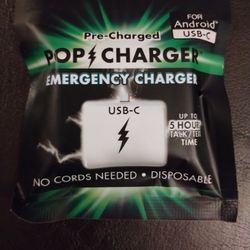 Pre-Charged
FOR
Android®
USB-C
POP CHARGER
EMERGENCY CHARGER
USB-C
UP TO
5 HOUR
TALK/TEXT
TIME
NO CORDS NEEDED • DISPOSABLE